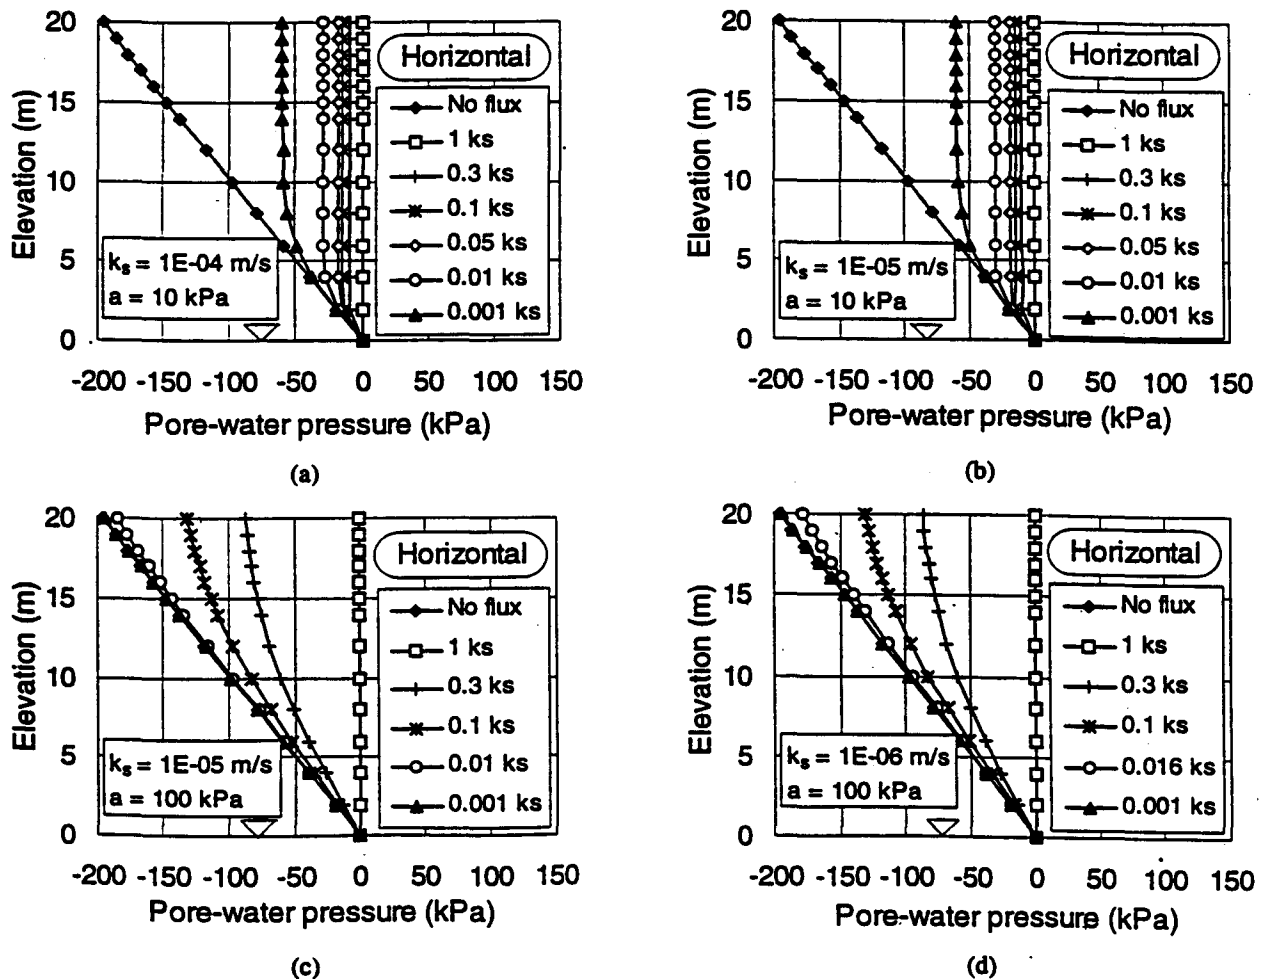 20
15
10
5
0
Elevation (m)
-200 -150 -100 -50 0 50 100 150
Pore-water pressure (kPa)
Horizontal
No flux
1 ks
0.3 ks
0.1 ks
0.05 ks
0.01 ks
0.001 ks
ks = 1E-04 m/s
a = 10 kPa
(a)
20
15
10
5
0
Elevation (m)
-200 -150 -100 -50 0 50 100 150
Pore-water pressure (kPa)
Horizontal
No flux
1 ks
0.3 ks
0.1 ks
0.05 ks
0.01 ks
0.001 ks
ks = 1E-05 m/s
a = 10 kPa
(b)
20
15
10
5
0
Elevation (m)
-200 -150 -100 -50 0 50 100 150
Pore-water pressure (kPa)
Horizontal
No flux
1 ks
0.3 ks
0.1 ks
0.01 ks
0.001 ks
ks = 1E-05 m/s
a = 100 kPa
(c)
20
15
10
5
0
Elevation (m)
-200 -150 -100 -50 0 50 100 150
Pore-water pressure (kPa)
Horizontal
No flux
1 ks
0.3 ks
0.1 ks
0.016 ks
0.001 ks
ks = 1E-06 m/s
a = 100 kPa
(d)